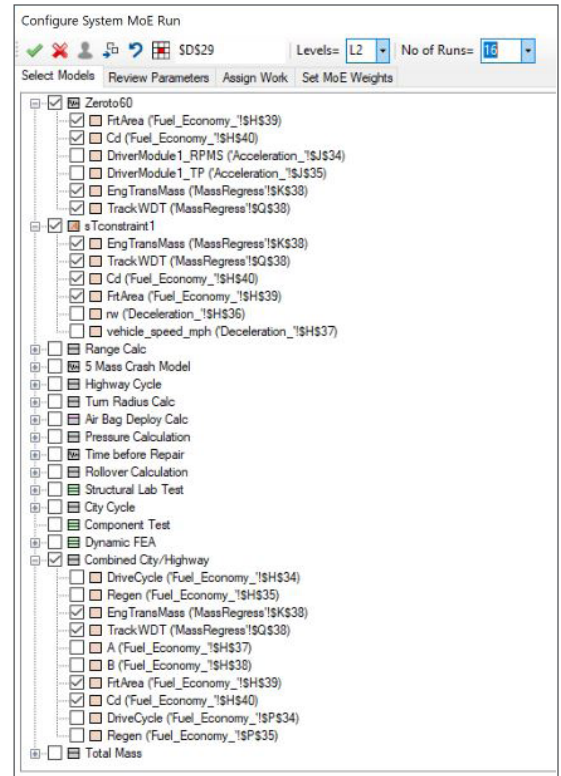 Configure System MoE Run
$D$29 Levels= L2 No of Runs= 16
Select Models Review Parameters Assign Work Set MoE Weights
Zeroto60
FrtArea ('Fuel_Economy_'!$H$39)
Cd ('Fuel_Economy_'!$H$40)
DriverModule1_RPMS ('Acceleration_'!$J$34)
DriverModule1_TP ('Acceleration_'!$J$35)
EngTransMass ('MassRegress'!$K$38)
TrackWDT ('MassRegress'!$Q$38)
sTconstraint1
EngTransMass ('MassRegress'!$K$38)
TrackWDT ('MassRegress'!$Q$38)
Cd ('Fuel_Economy_'!$H$40)
FrtArea ('Fuel_Economy_'!$H$39)
rw ('Deceleration_'!$H$36)
vehicle_speed_mph ('Deceleration_'!$H$37)
Range Calc
5 Mass Crash Model
Highway Cycle
Turn Radius Calc
Air Bag Deploy Calc
Pressure Calculation
Time before Repair
Rollover Calculation
Structural Lab Test
City Cycle
Component Test
Dynamic FEA
Combined City/Highway
DriveCycle ('Fuel_Economy_'!$H$34)
Regen ('Fuel_Economy_'!$H$35)
EngTransMass ('MassRegress'!$K$38)
TrackWDT ('MassRegress'!$Q$38)
A ('Fuel_Economy_'!$H$37)
B ('Fuel_Economy_'!$H$38)
FrtArea ('Fuel_Economy_'!$H$39)
Cd ('Fuel_Economy_'!$H$40)
DriveCycle ('Fuel_Economy_'!$P$34)
Regen ('Fuel_Economy_'!$P$35)
Total Mass